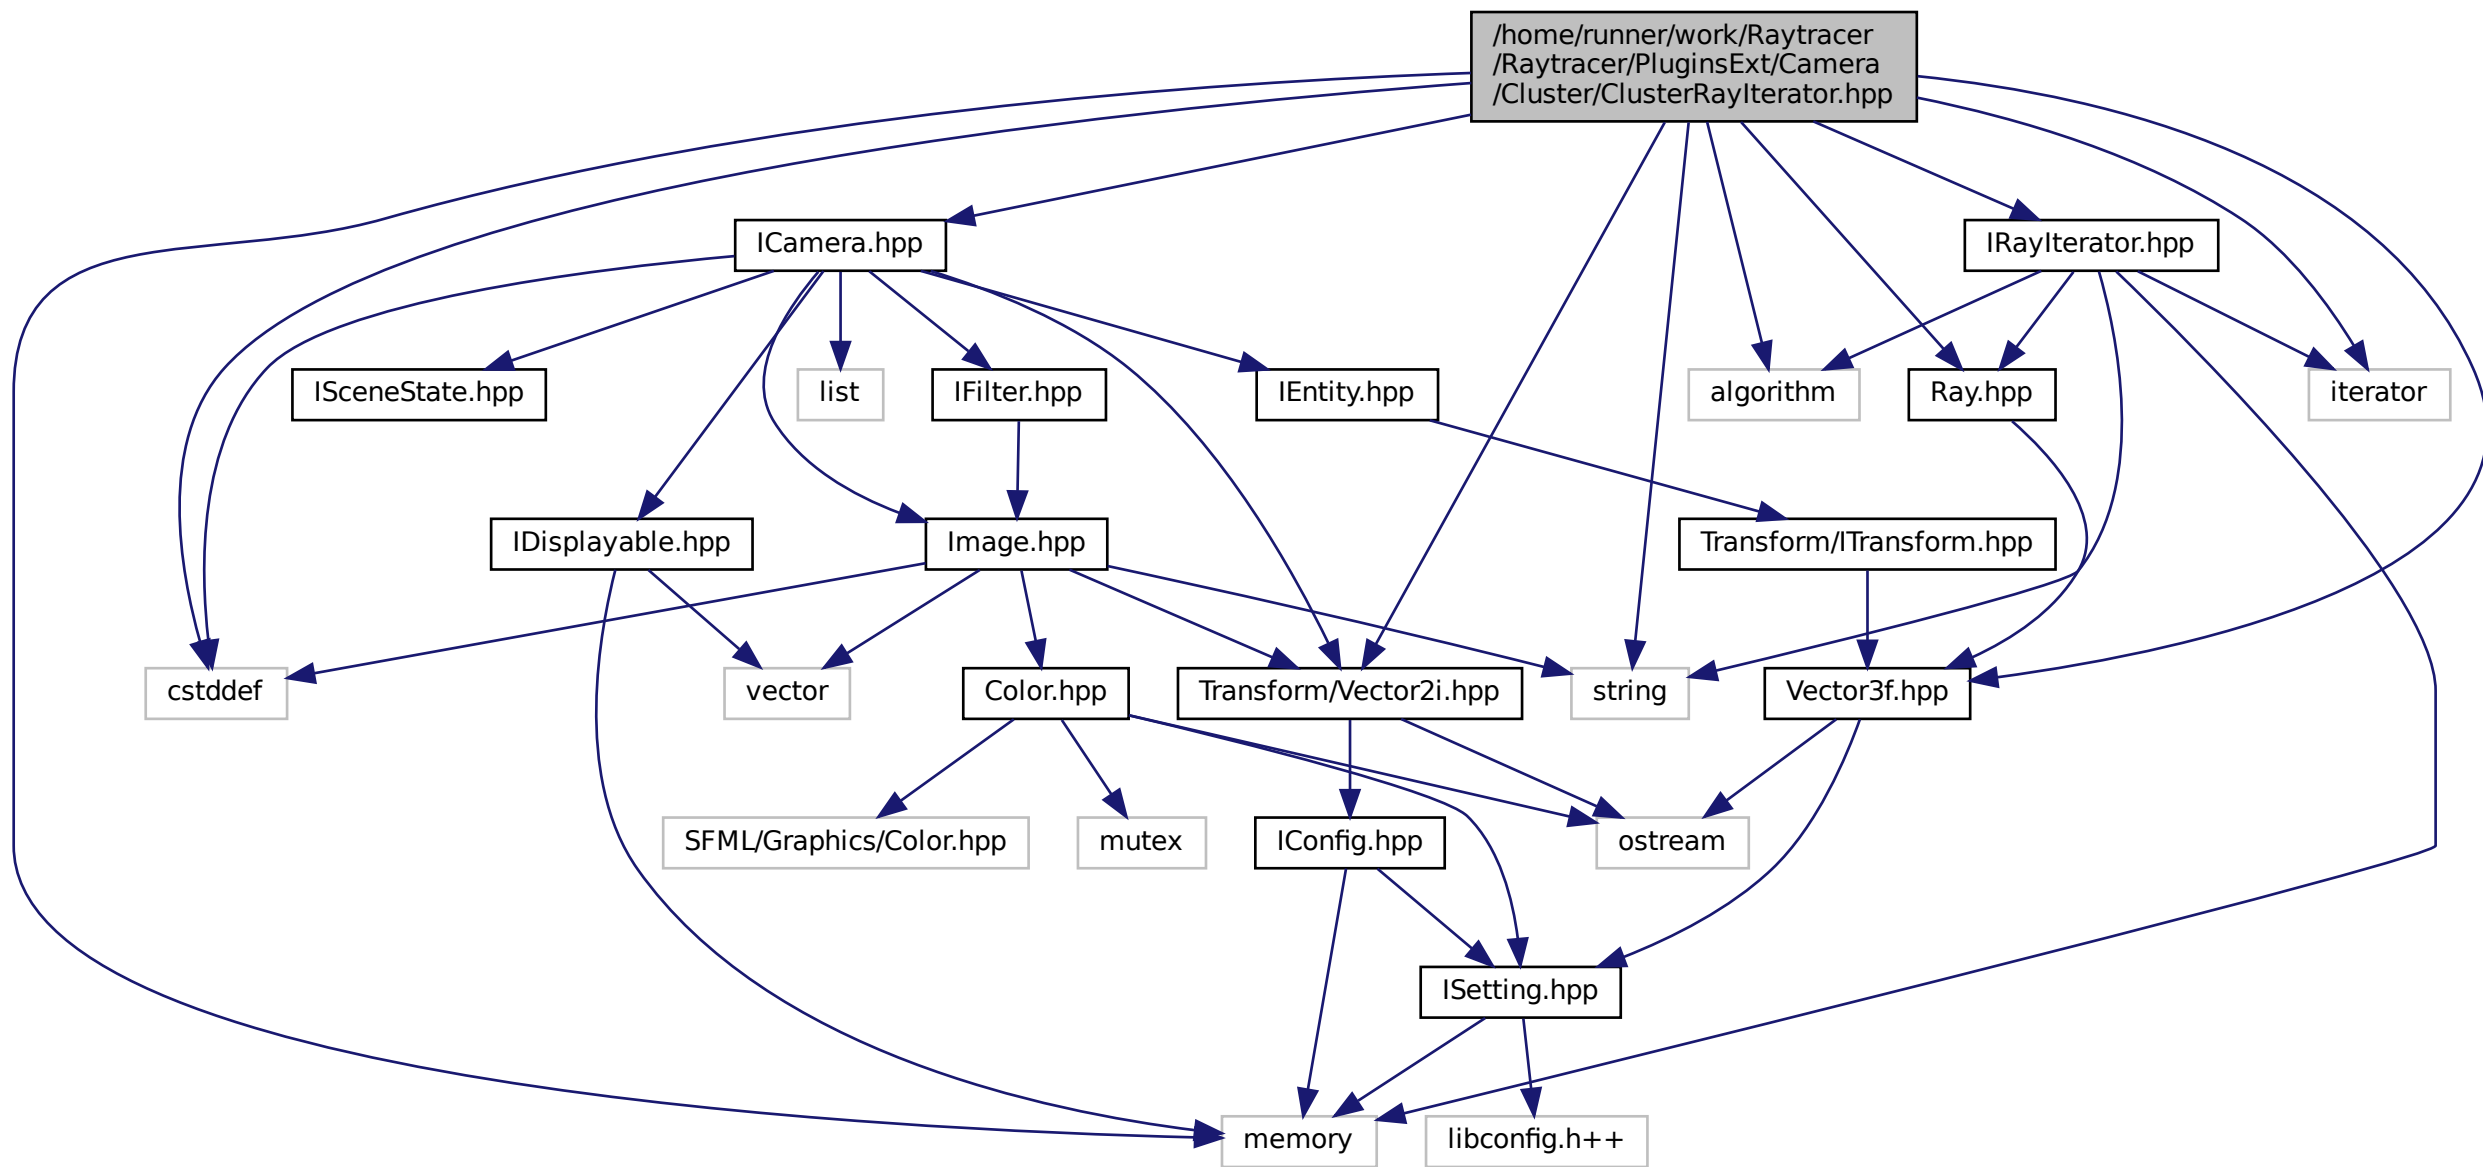 /home/runner/work/Raytracer
/Raytracer/PluginsExt/Camera
/Cluster/ClusterRayIterator.hpp
ICamera.hpp
IRayIterator.hpp
ISceneState.hpp
list
IFilter.hpp
IEntity.hpp
algorithm
Ray.hpp
iterator
IDisplayable.hpp
Image.hpp
Transform/ITransform.hpp
cstddef
vector
Color.hpp
Transform/Vector2i.hpp
string
Vector3f.hpp
SFML/Graphics/Color.hpp
mutex
IConfig.hpp
ostream
ISetting.hpp
memory
libconfig.h++